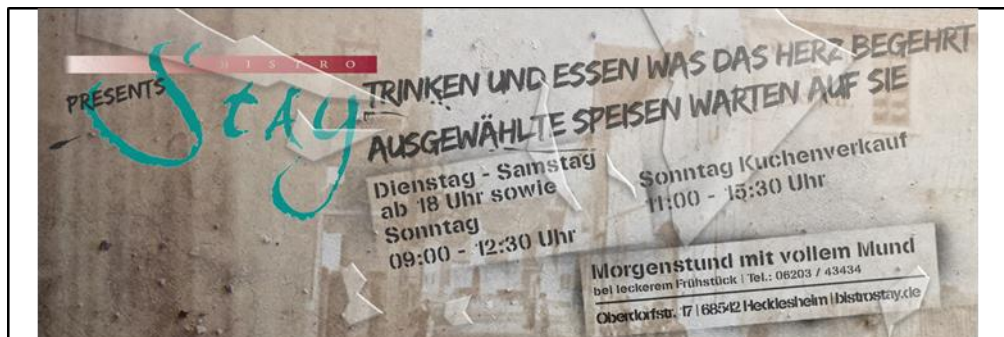 BISTRO
PRESENTS
Stay
TRINKEN UND ESSEN WAS DAS HERZ BEGEHRT
AUSGEWÄHLTE SPEISEN WARTEN AUF SIE
Dienstag - Samstag
ab 18 Uhr sowie
Sonntag
09:00 - 12:30 Uhr
Sonntag Kuchenverkauf
11:00 - 15:30 Uhr
Morgenstund mit vollem Mund
bei leckerem Frühstück | Tel.: 06203 / 43434
Oberdorfstr. 17 | 68542 Heddesheim | bistrostay.de